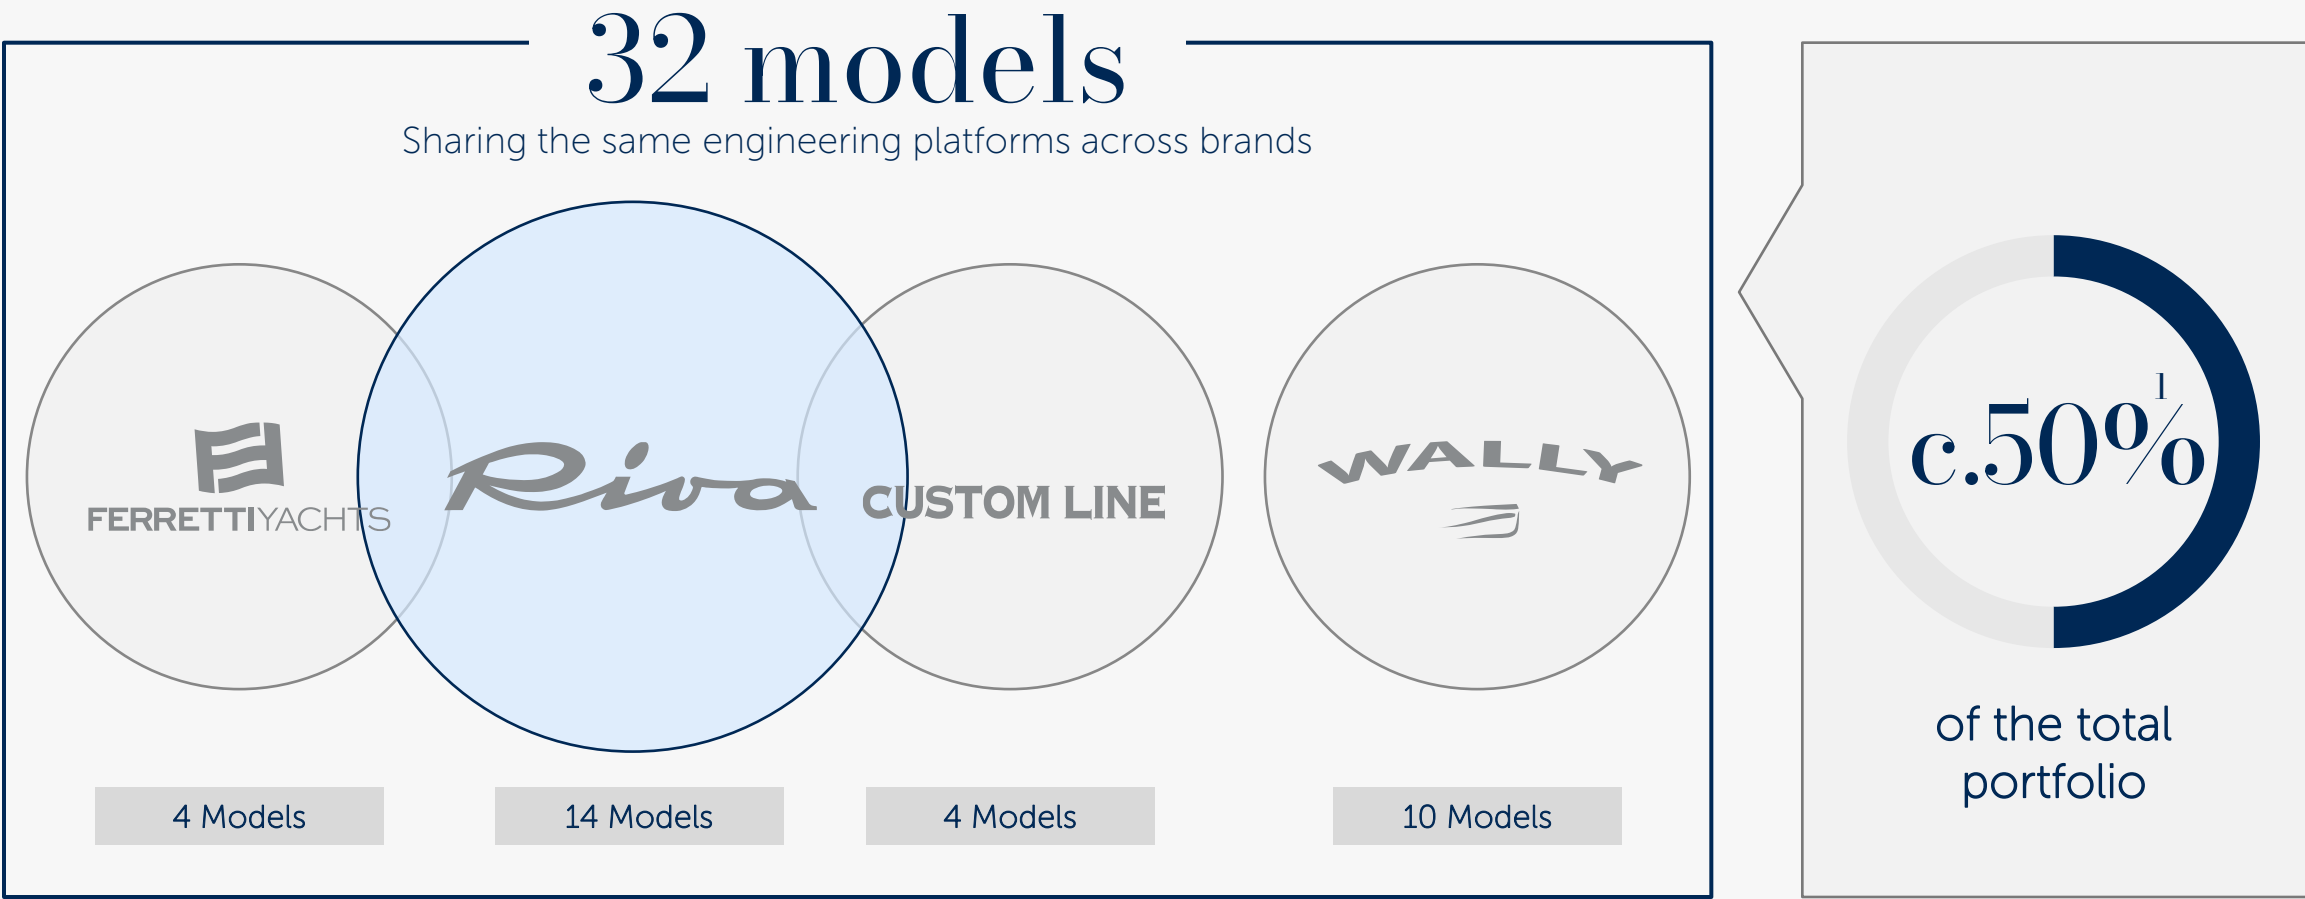 32 models
Sharing the same engineering platforms across brands
FERRETTIYACHTS
Riva
CUSTOM LINE
WALLY
4 Models
14 Models
4 Models
10 Models
c.50%1
of the total
portfolio